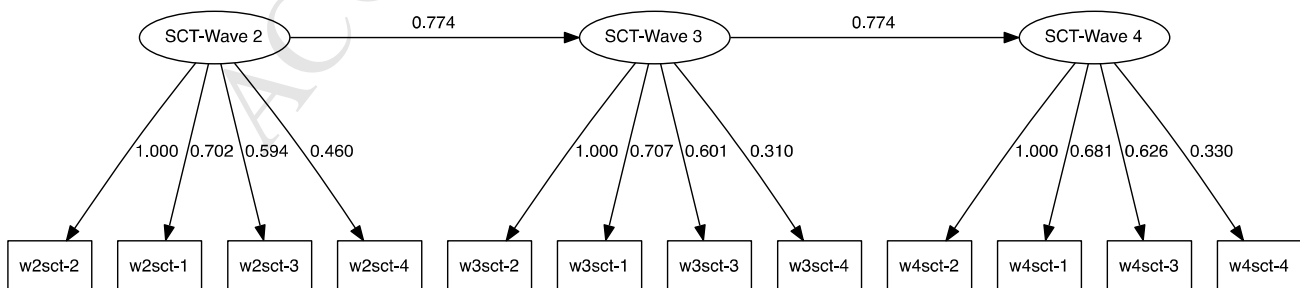 SCT-Wave 2
0.774
SCT-Wave 3
0.774
SCT-Wave 4
1.000
0.702
0.594
0.460
1.000
0.707
0.601
0.310
1.000
0.681
0.626
0.330
w2sct-2
w2sct-1
w2sct-3
w2sct-4
w3sct-2
w3sct-1
w3sct-3
w3sct-4
w4sct-2
w4sct-1
w4sct-3
w4sct-4